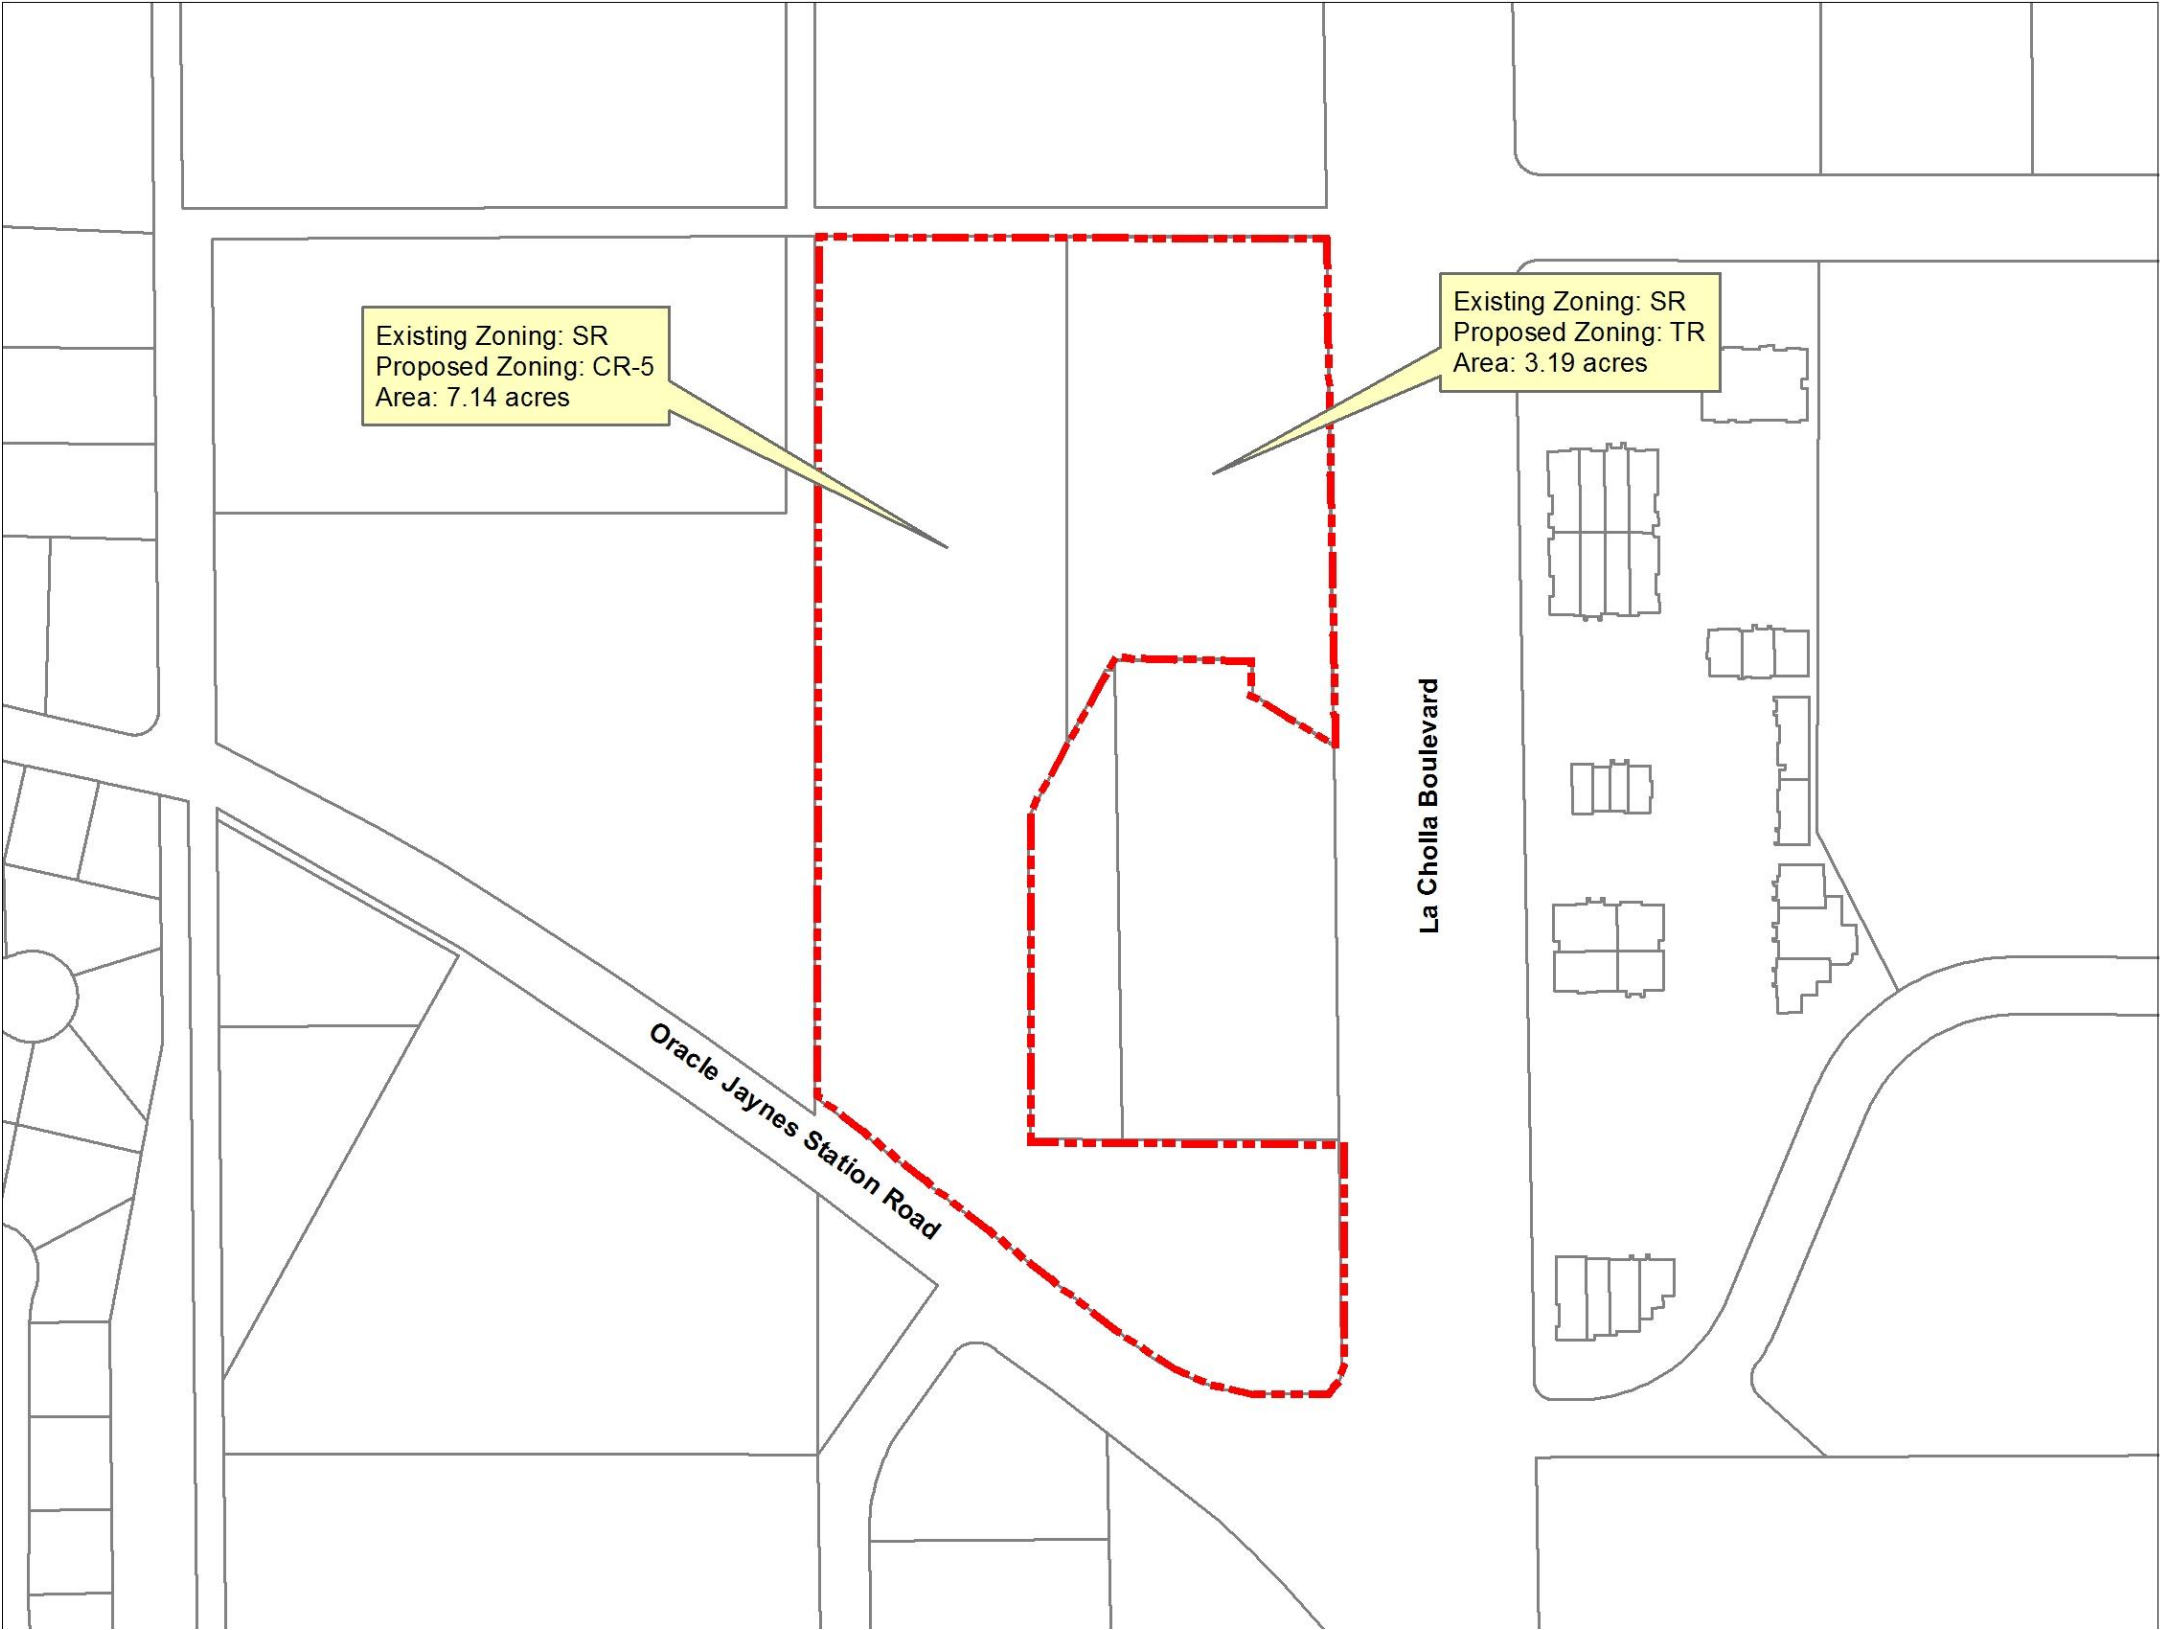 Existing Zoning: SR
Proposed Zoning: CR-5
Area: 7.14 acres
Existing Zoning: SR
Proposed Zoning: TR
Area: 3.19 acres
La Cholla Boulevard
Oracle Jaynes Station Road